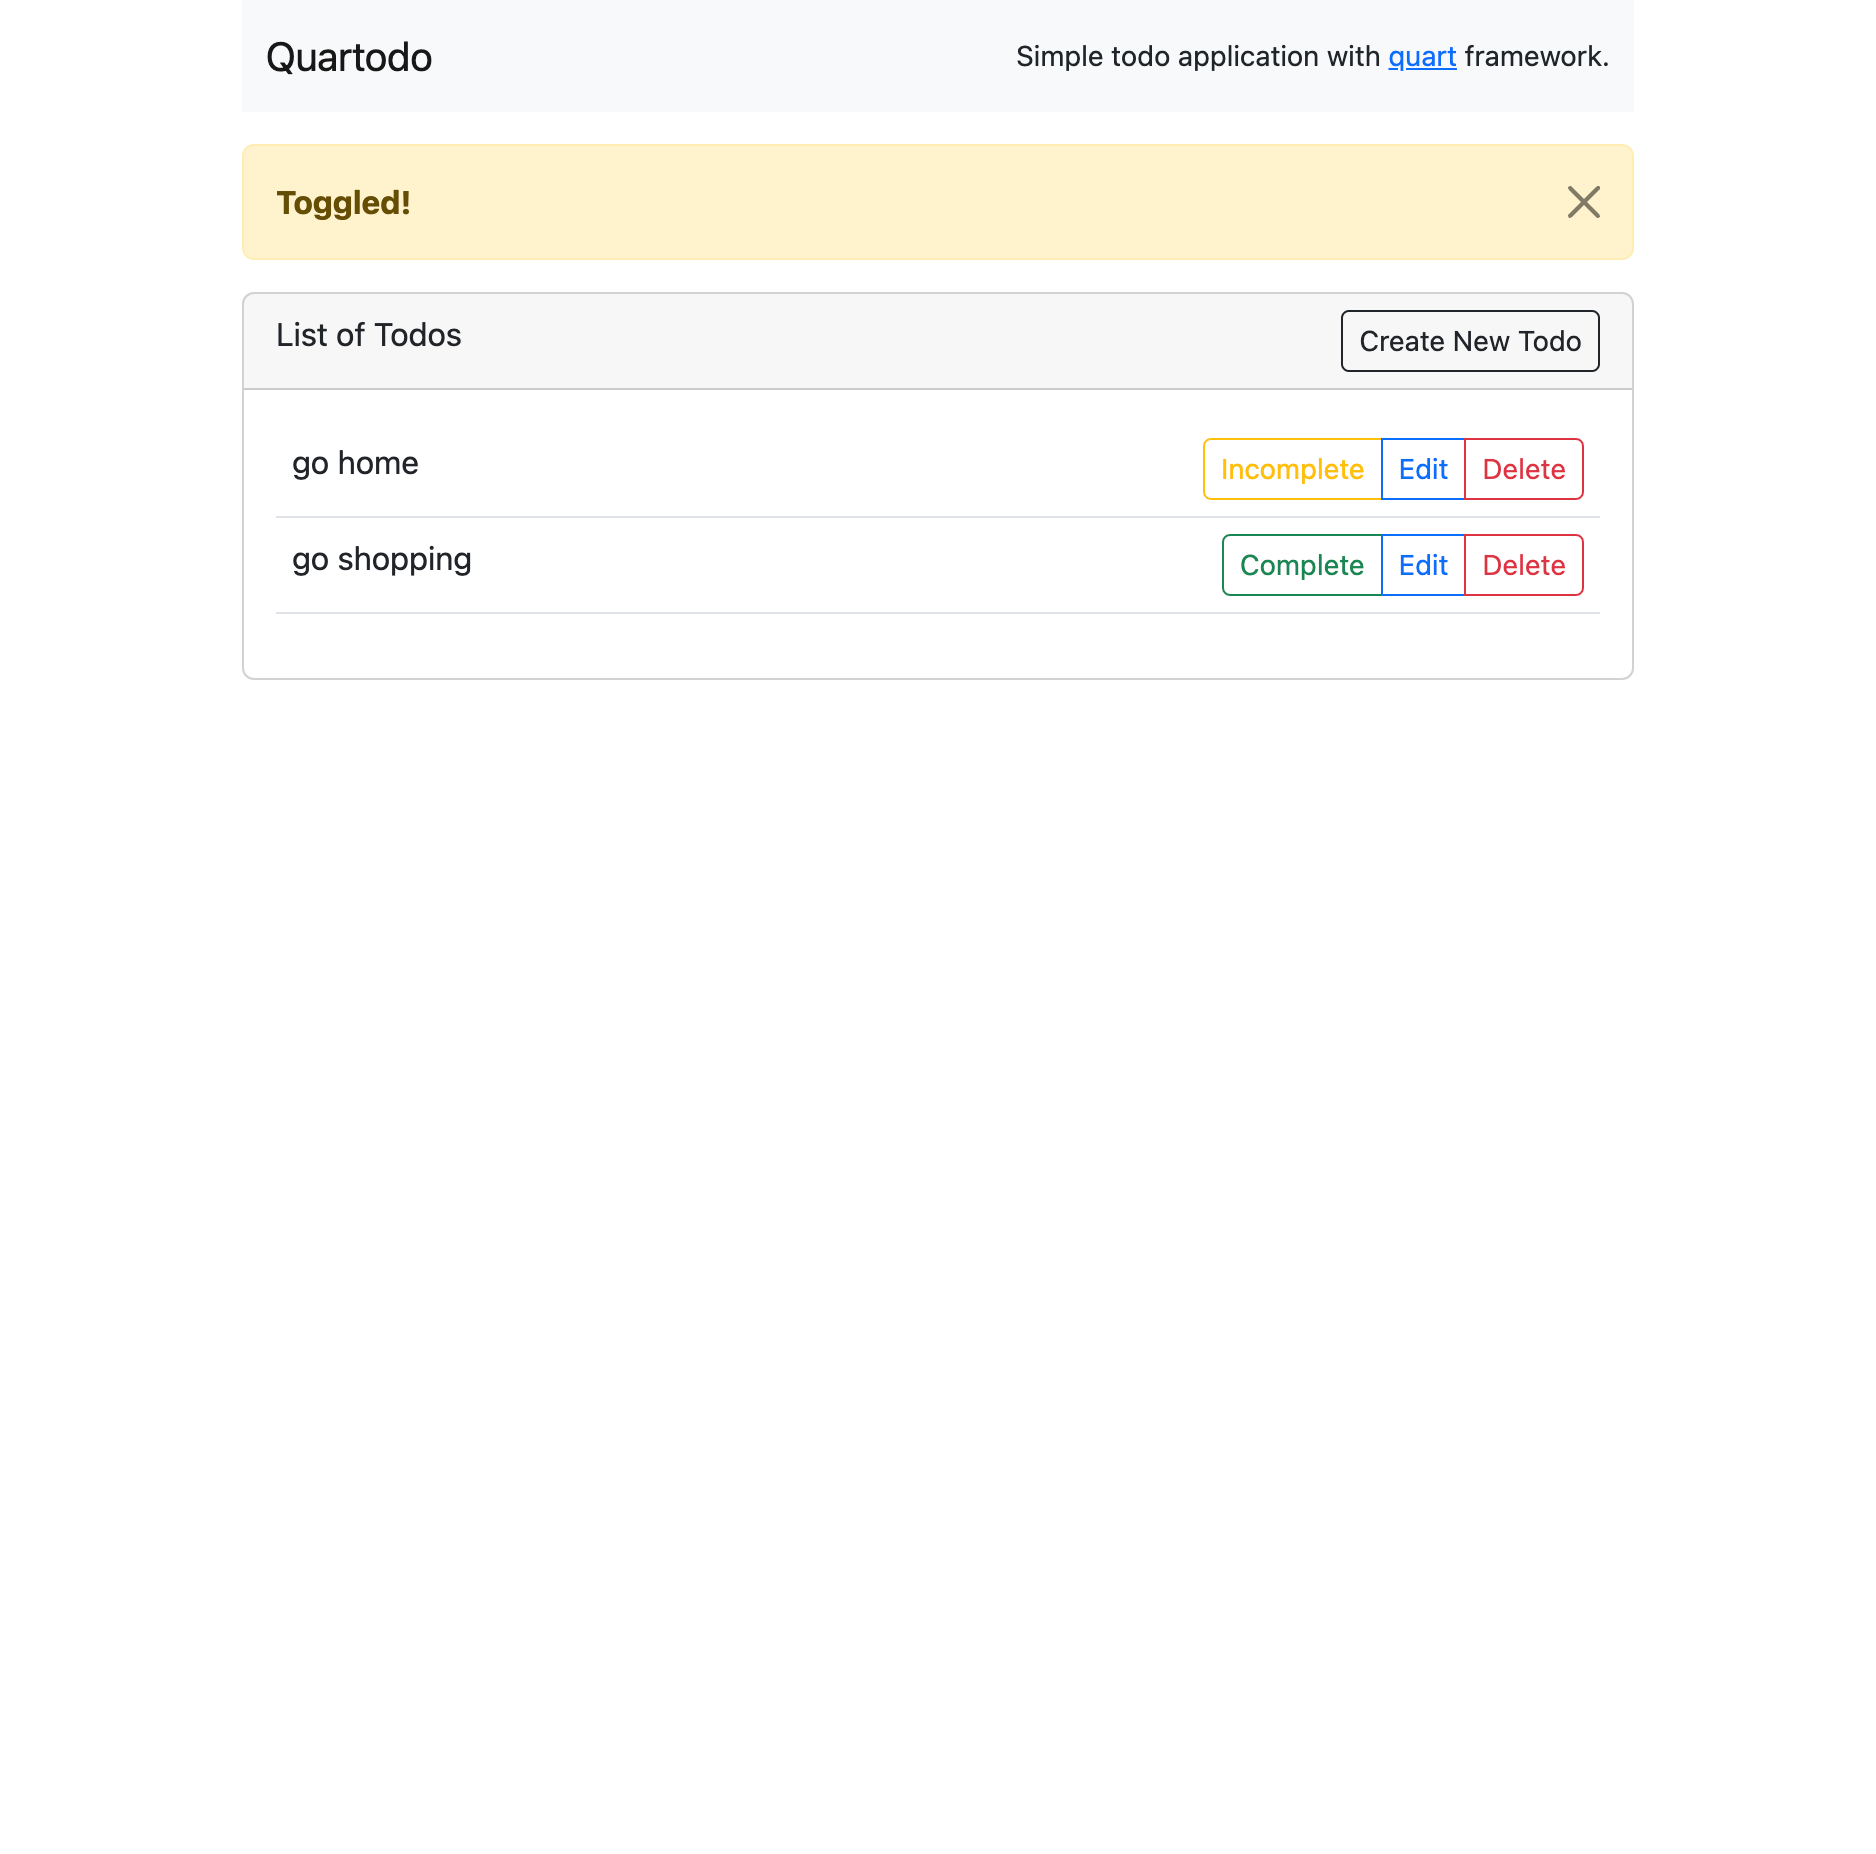 Quartodo
Simple todo application with quart framework.
Toggled!
List of Todos
Create New Todo
go home
Incomplete Edit Delete
go shopping
Complete Edit Delete